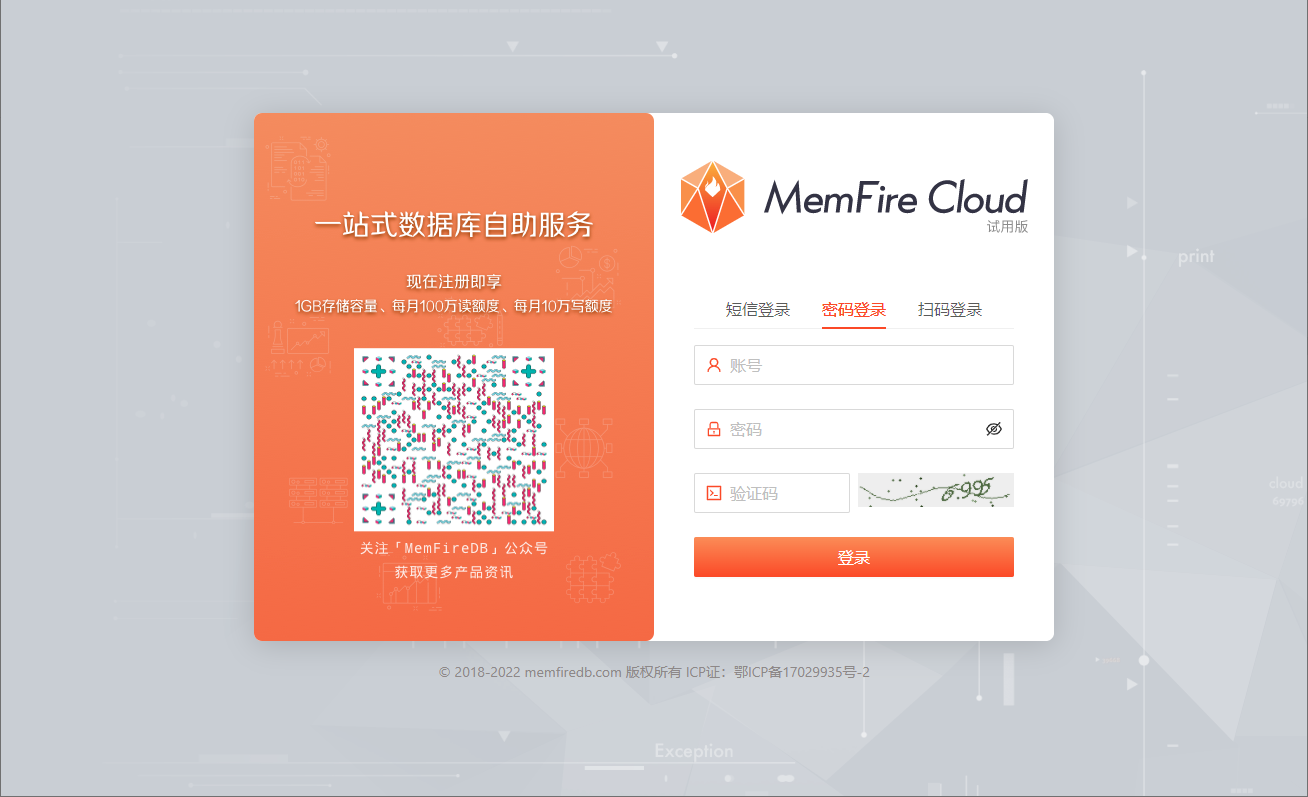 一站式数据库自助服务
现在注册即享
1GB存储容量、每月100万读额度、每月10万写额度
关注「MemFireDB」公众号
获取更多产品资讯
MemFire Cloud
试用版
短信登录 密码登录 扫码登录
账号
密码
验证码
登录
© 2018-2022 memfiredb.com 版权所有 ICP证：鄂ICP备17029935号-2
print
cloud
69796
Exception